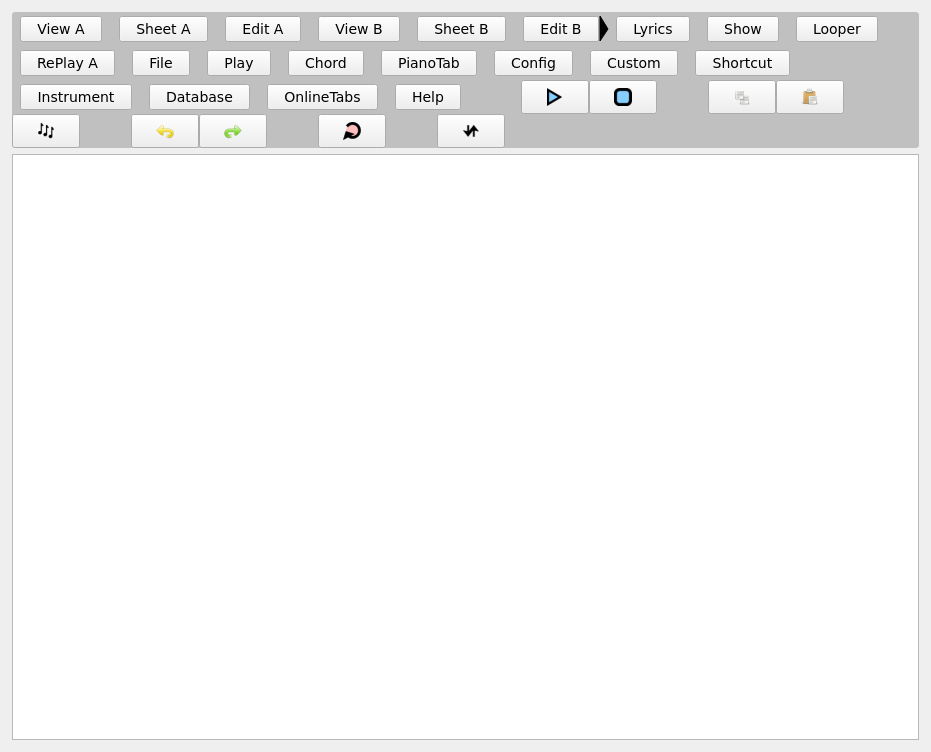 View A Sheet A Edit A View B Sheet B Edit B Lyrics Show Looper
RePlay A File Play Chord PianoTab Config Custom Shortcut
Instrument Database OnlineTabs Help